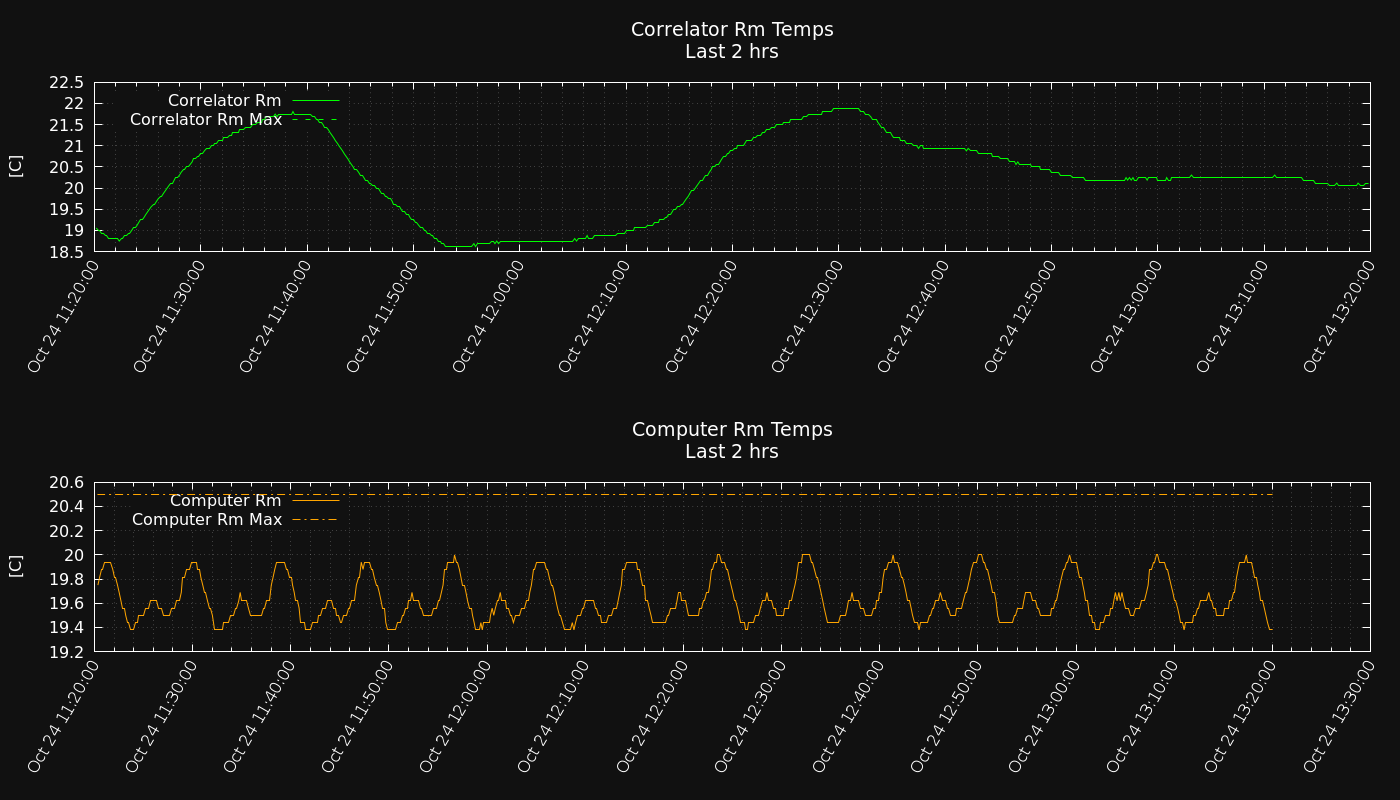 Correlator Rm Temps
Last 2 hrs
22.5
22
21.5
21
20.5
20
19.5
19
18.5
[C]
Correlator Rm
Correlator Rm Max
Oct 24 11:20:00
Oct 24 11:30:00
Oct 24 11:40:00
Oct 24 11:50:00
Oct 24 12:00:00
Oct 24 12:10:00
Oct 24 12:20:00
Oct 24 12:30:00
Oct 24 12:40:00
Oct 24 12:50:00
Oct 24 13:00:00
Oct 24 13:10:00
Oct 24 13:20:00
Computer Rm Temps
Last 2 hrs
20.6
20.4
20.2
20
19.8
19.6
19.4
19.2
[C]
Computer Rm
Computer Rm Max
Oct 24 11:20:00
Oct 24 11:30:00
Oct 24 11:40:00
Oct 24 11:50:00
Oct 24 12:00:00
Oct 24 12:10:00
Oct 24 12:20:00
Oct 24 12:30:00
Oct 24 12:40:00
Oct 24 12:50:00
Oct 24 13:00:00
Oct 24 13:10:00
Oct 24 13:20:00
Oct 24 13:30:00